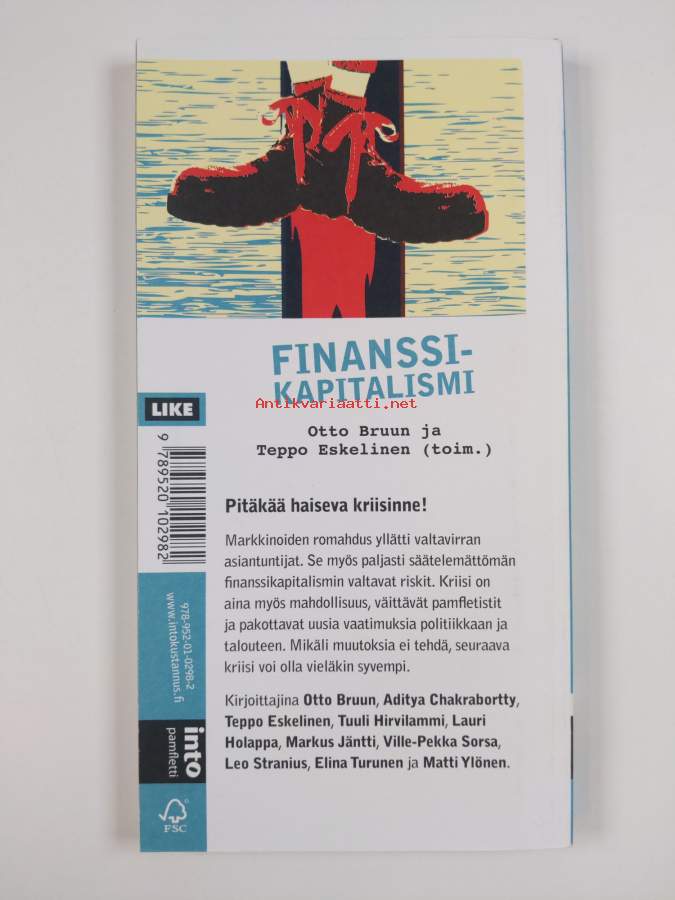 FINANSSI-
KAPITALISMI
Antikvariaatti.net
Otto Bruun ja
Teppo Eskelinen (toim.)
Pitäkää haiseva kriisinne!
Markkinoiden romahdus yllätti valtavirran
asiantuntijat. Se myös paljasti säätelemättömän
finanssikapitalismin valtavat riskit. Kriisi on
aina myös mahdollisuus, väittävät pamfletistit
ja pakottavat uusia vaatimuksia politiikkaan ja
talouteen. Mikäli muutoksia ei tehdä, seuraava
kriisi voi olla vieläkin syvempi.
Kirjoittajina Otto Bruun, Aditya Chakrabortty,
Teppo Eskelinen, Tuuli Hirvilammi, Lauri
Holappa, Markus Jäntti, Ville-Pekka Sorsa,
Leo Stranius, Elina Turunen ja Matti Ylönen.
LIKE
9 789520 102982
978-952-01-0298-2
www.intokustannus.fi
into
pamfletti
FSC